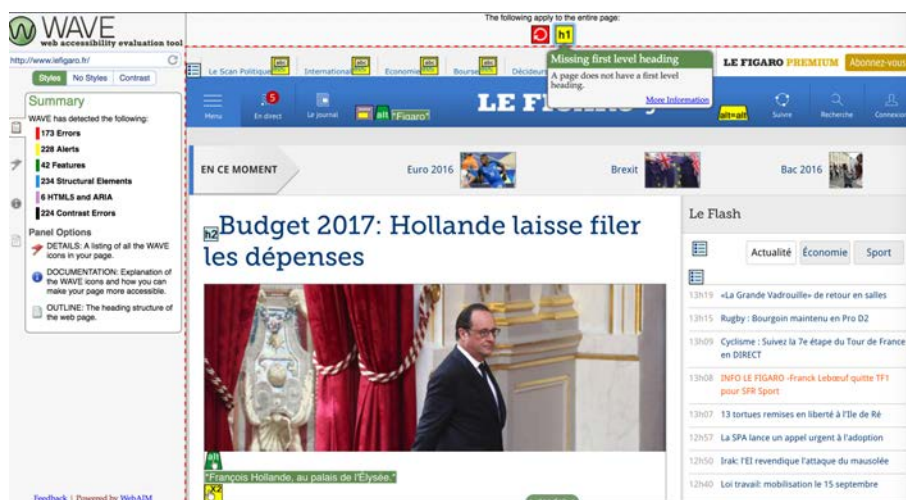 WAVE
web accessibility evaluation tool
http://www.lefigaro.fr/
Styles No Styles Contrast
Summary
WAVE has detected the following:
173 Errors
228 Alerts
42 Features
234 Structural Elements
6 HTML5 and ARIA
224 Contrast Errors
Panel Options
DETAILS: A listing of all the WAVE
icons in your page.
DOCUMENTATION: Explanation of
the WAVE icons and how you can
make your page more accessible.
OUTLINE: The heading structure of
the web page.
Feedback | Powered by WebAIM
The following apply to the entire page:
h1
Missing first level heading
A page does not have a first level
heading.
More Information
Le Scan Politique International Economie Bourse Décideurs
LE FIGARO PREMIUM Abonnez-vous
Menu
5
En direct
Le journal
alt "Figaro"
LE
alt=alt
Suivre
Recherche
Connexion
EN CE MOMENT Euro 2016 Brexit Bac 2016
h2 Budget 2017: Hollande laisse filer
les dépenses
alt
"François Hollande, au palais de l'Élysée."
X2
Le Flash
Actualité Économie Sport
13h19 «La Grande Vadrouille» de retour en salles
13h15 Rugby : Bourgoin maintenu en Pro D2
13h09 Cyclisme : Suivez la 7e étape du Tour de France
en DIRECT
13h08 INFO LE FIGARO -Franck Lebœuf quitte TF1
pour SFR Sport
13h07 13 tortues remises en liberté à l'Ile de Ré
12h57 La SPA lance un appel urgent à l'adoption
12h50 Irak: l'EI revendique l'attaque du mausolée
12h40 Loi travail: mobilisation le 15 septembre